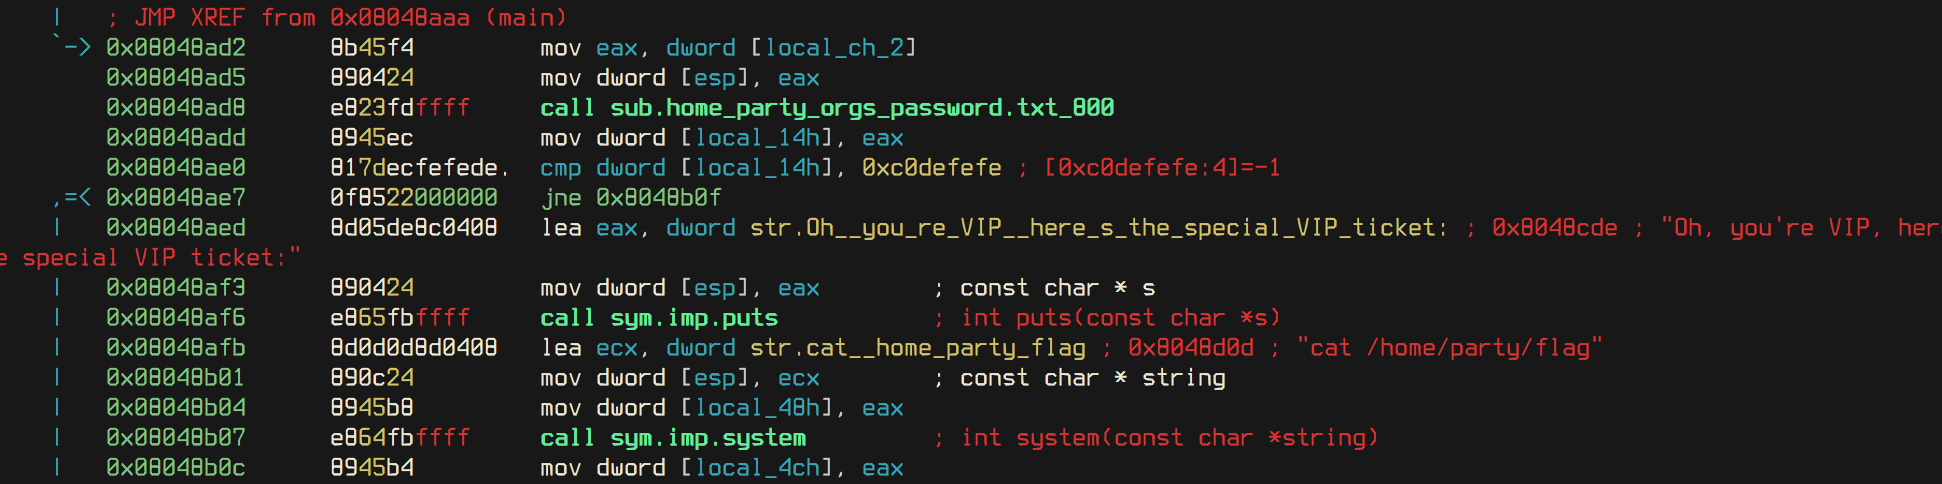 |   ; JMP XREF from 0x08048aaa (main)
`-> 0x08048ad2      8b45f4         mov eax, dword [local_ch_2]
    0x08048ad5      890424         mov dword [esp], eax
    0x08048ad8      e823fdffff     call sub.home_party_orgs_password.txt_800
    0x08048add      8945ec         mov dword [local_14h], eax
    0x08048ae0      817decfefede.  cmp dword [local_14h], 0xc0defefe ; [0xc0defefe:4]=-1
,=< 0x08048ae7      0f8522000000   jne 0x8048b0f
|   0x08048aed      8d05de8c0408   lea eax, dword str.Oh__you_re_VIP__here_s_the_special_VIP_ticket: ; 0x8048cde ; "Oh, you're VIP, her
e special VIP ticket:"
|   0x08048af3      890424         mov dword [esp], eax        ; const char * s
|   0x08048af6      e865fbffff     call sym.imp.puts           ; int puts(const char *s)
|   0x08048afb      8d0d0d8d0408   lea ecx, dword str.cat__home_party_flag ; 0x8048d0d ; "cat /home/party/flag"
|   0x08048b01      890c24         mov dword [esp], ecx        ; const char * string
|   0x08048b04      8945b8         mov dword [local_48h], eax
|   0x08048b07      e864fbffff     call sym.imp.system         ; int system(const char *string)
|   0x08048b0c      8945b4         mov dword [local_4ch], eax